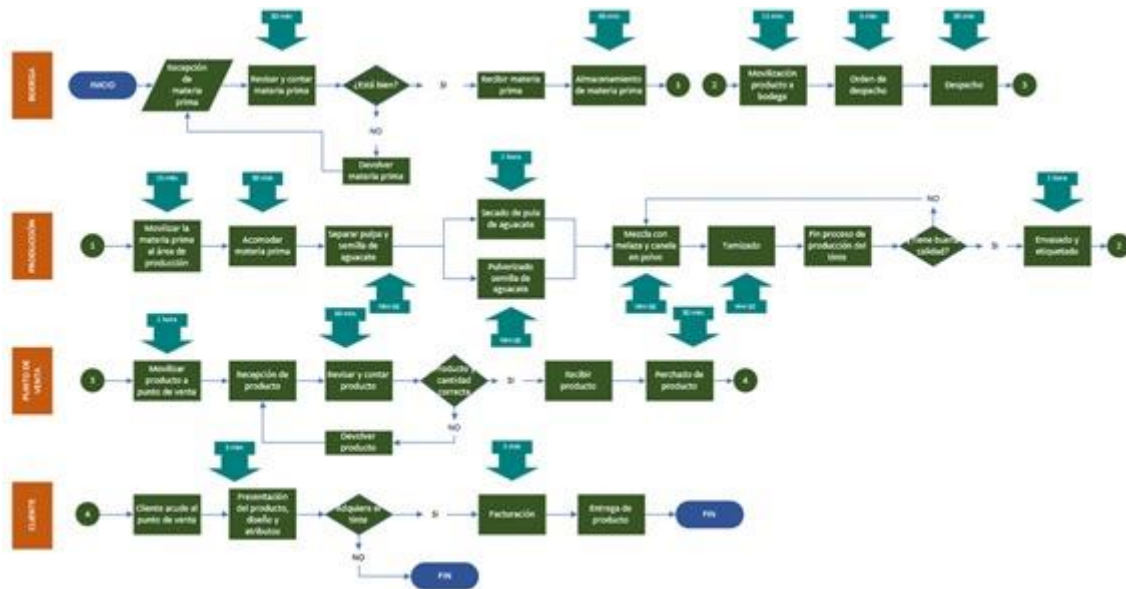 BODEGA
INICIO
Recepción
de
materia
prima
Revisar y contar
materia prima
¿Está bien?
SI
Recibir materia
prima
Almacenamiento
de materia prima
1
2
Movilización
producto a
bodega
Orden de
despacho
Despacho
3
NO
Devolver
materia prima
PRODUCCIÓN
1
Movilizar la
materia prima
al área de
producción
Acomodar
materia prima
Separar pulpa y
semilla de
aguacate
Secado de pula
de aguacate
Pulverizado
semilla de
aguacate
Mezcla con
melaza y canela
en polvo
Tamizado
Fin proceso de
producción del
tinte
NO
calidad?
SI
Envasado y
etiquetado
2
PUNTO DE
VENTA
3
Movilizar
producto a
punto de venta
1 hora
Recepción de
producto
Revisar y contar
producto
cantidad
SI
Recibir
producto
Perchado de
producto
4
NO
Devolver
producto
CLIENTE
4
Cliente acude al
punto de venta
Presentación
del producto,
diseño y
atributos
SI
Facturación
Entrega de
producto
FIN
NO
FIN